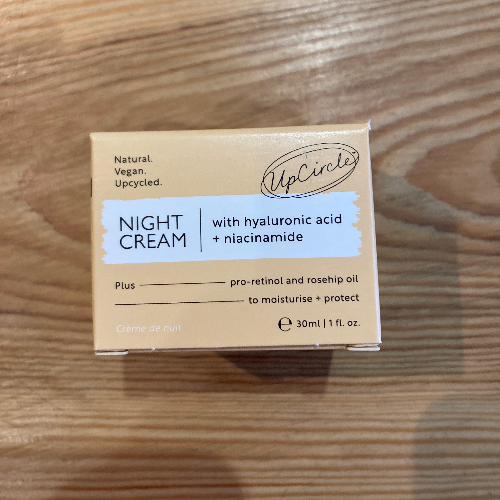 Natural.
Vegan.
Upcycled.
UpCircle
NIGHT
CREAM
with hyaluronic acid
+ niacinamide
Plus pro-retinol and rosehip oil
to moisturise + protect
Crème de nuit
℮ 30ml | 1 fl. oz.